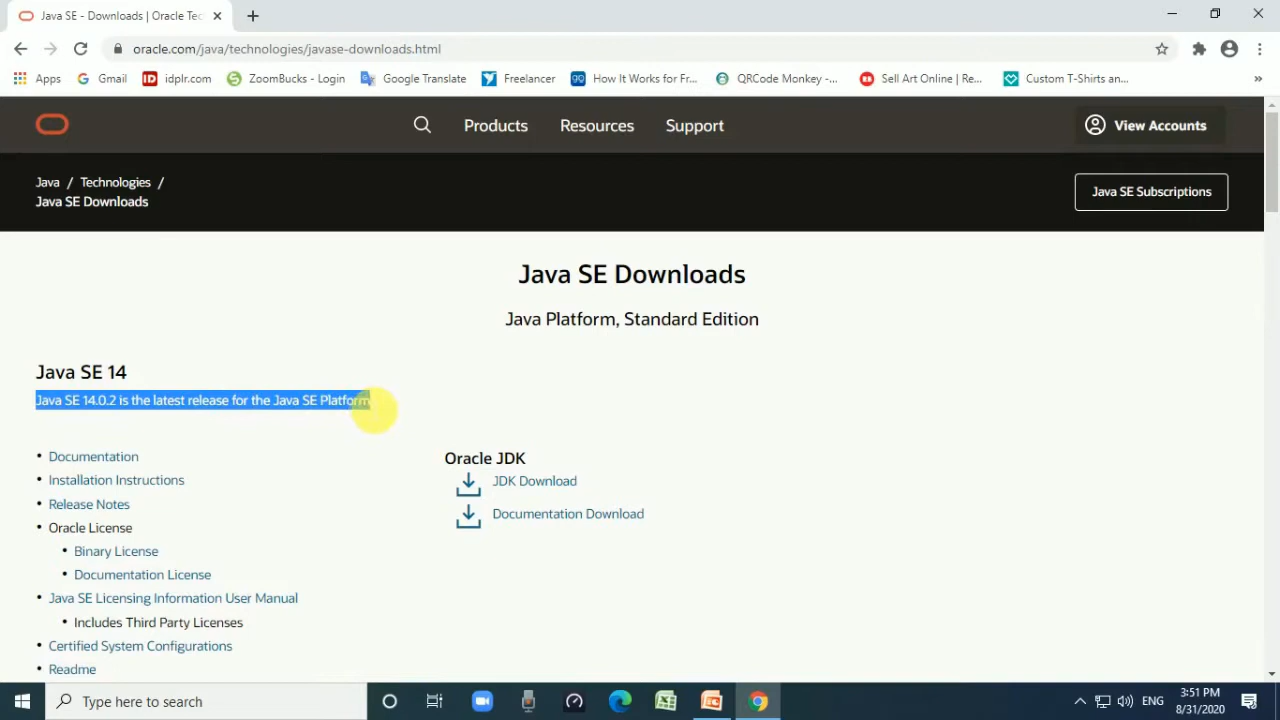 Java SE - Downloads | Oracle Tec
oracle.com/java/technologies/javase-downloads.html
Apps
Gmail
idplr.com
ZoomBucks - Login
Google Translate
Freelancer
How It Works for Fr...
QRCode Monkey -...
Sell Art Online | Re...
Custom T-Shirts an...
Products
Resources
Support
View Accounts
Java / Technologies /
Java SE Downloads
Java SE Subscriptions
Java SE Downloads
Java Platform, Standard Edition
Java SE 14
Java SE 14.0.2 is the latest release for the Java SE Platform
Documentation
Installation Instructions
Release Notes
Oracle License
Binary License
Documentation License
Java SE Licensing Information User Manual
Includes Third Party Licenses
Certified System Configurations
Readme
Oracle JDK
JDK Download
Documentation Download
Type here to search
ENG
3:51 PM
8/31/2020